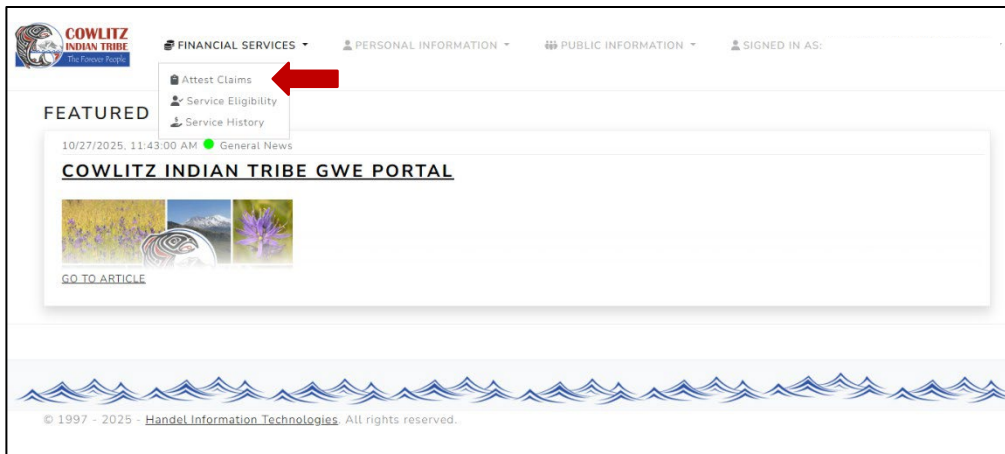 COWLITZ
INDIAN TRIBE
The Forever People
FINANCIAL SERVICES
PERSONAL INFORMATION
PUBLIC INFORMATION
SIGNED IN AS:
Attest Claims
Service Eligibility
Service History
FEATURED
10/27/2025, 11:43:00 AM General News
COWLITZ INDIAN TRIBE GWE PORTAL
GO TO ARTICLE
© 1997 - 2025 - Handel Information Technologies. All rights reserved.